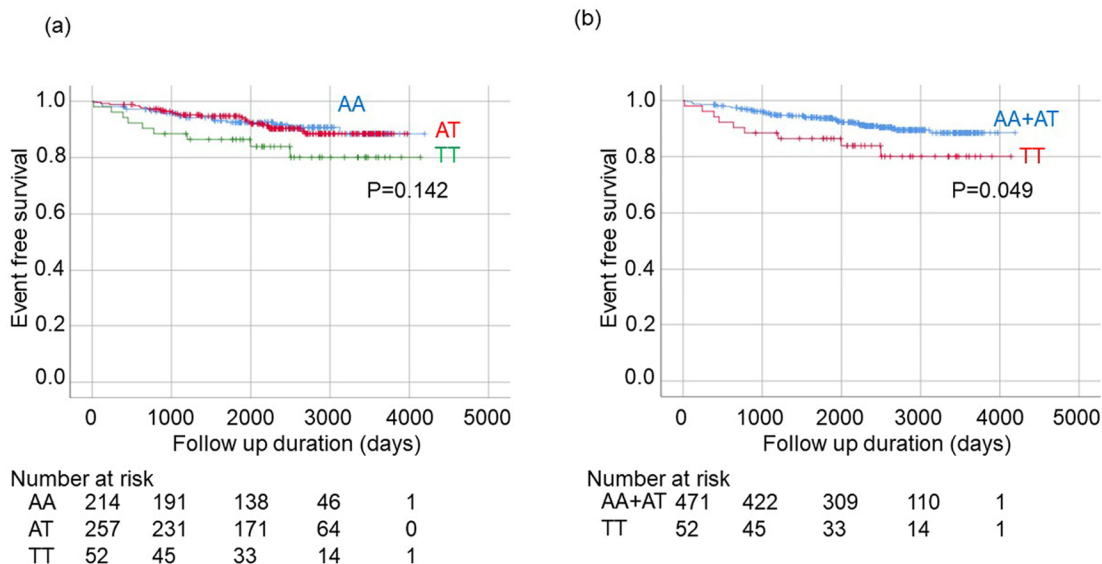 (a)
Event free survival
1.0
0.8
0.6
0.4
0.2
0.0
AA
AT
TT
P=0.142
0 1000 2000 3000 4000 5000
Follow up duration (days)
Number at risk
AA 214 191 138 46 1
AT 257 231 171 64 0
TT 52 45 33 14 1
(b)
Event free survival
1.0
0.8
0.6
0.4
0.2
0.0
AA+AT
TT
P=0.049
0 1000 2000 3000 4000 5000
Follow up duration (days)
Number at risk
AA+AT 471 422 309 110 1
TT 52 45 33 14 1